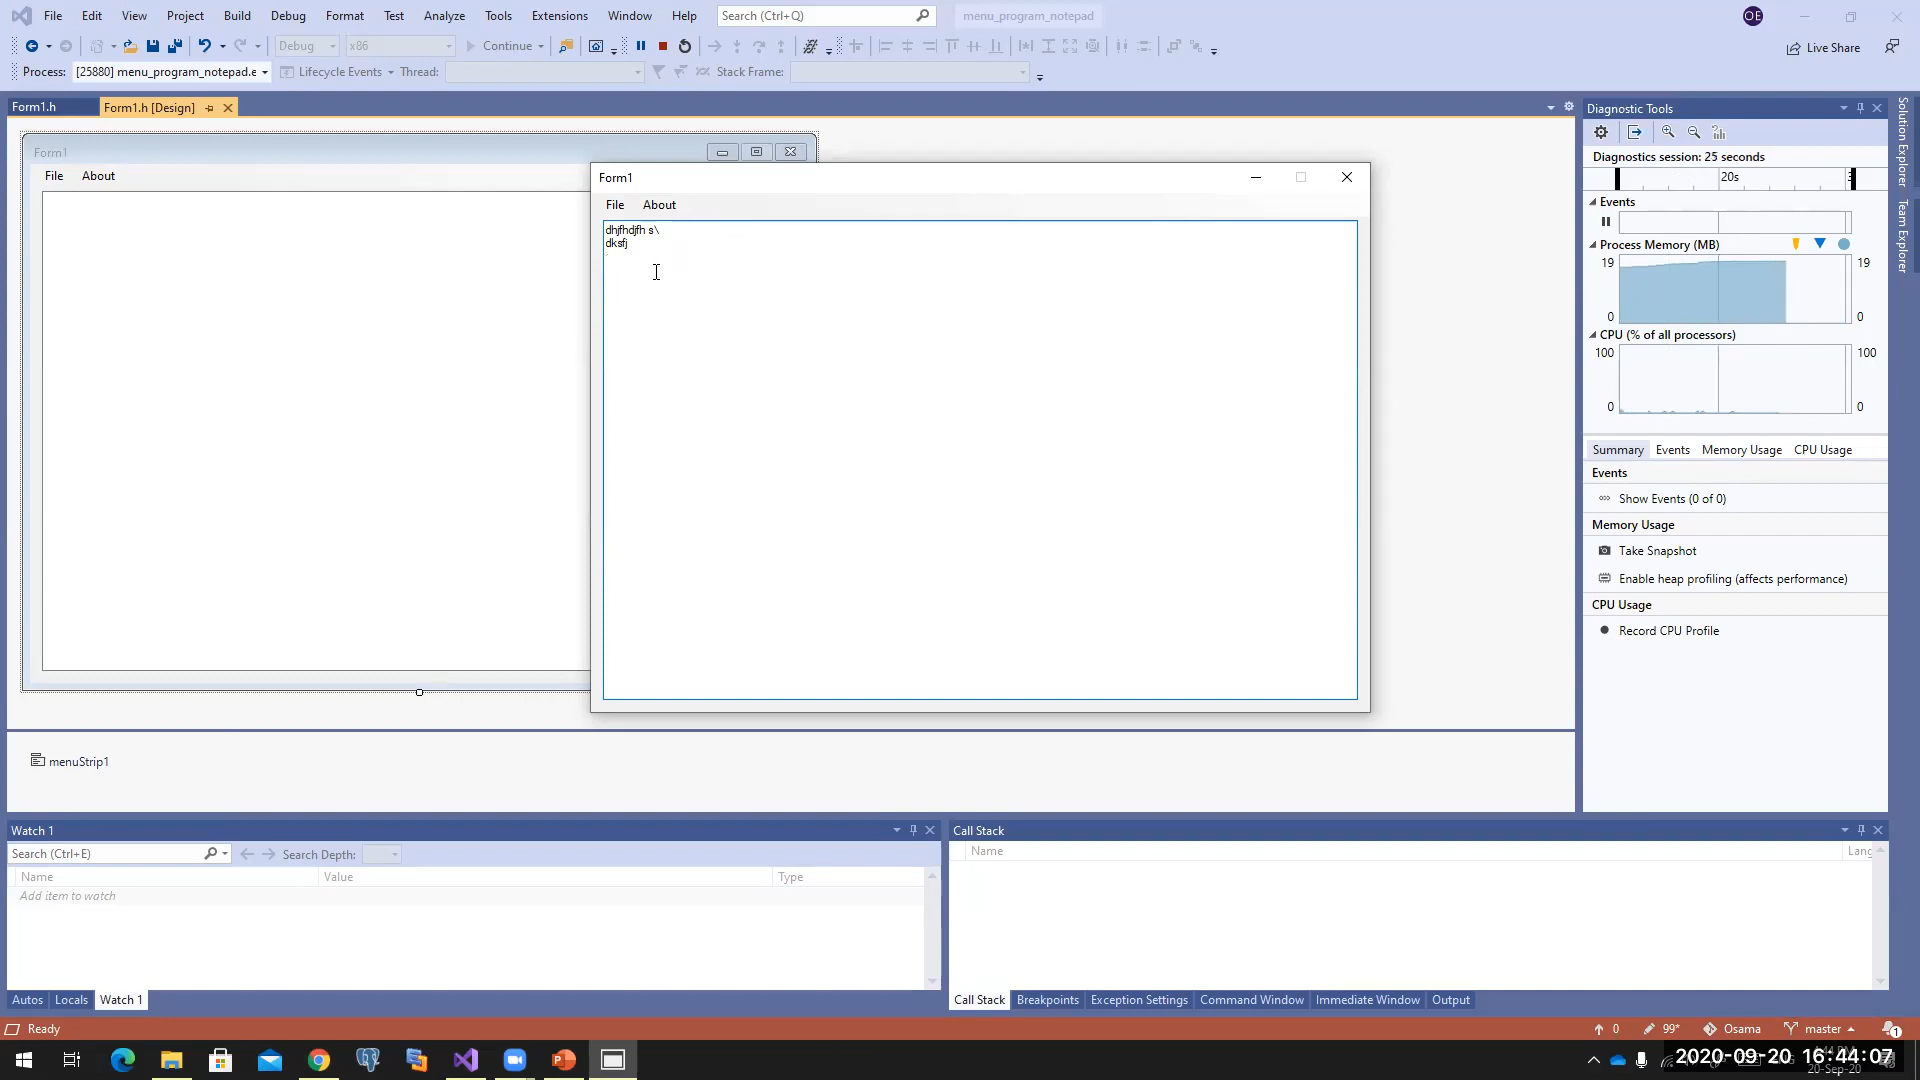 File Edit View Project Build Debug Format Test Analyze Tools Extensions Window Help Search (Ctrl+Q) menu_program_notepad OE
Debug x86 Continue Live Share
Process: [25880] menu_program_notepad.e Lifecycle Events Thread: Stack Frame:
Form1.h Form1.h [Design]
Form1
File About
Form1
File About
dhjfhdjfh s\
dksfj
Diagnostic Tools
Diagnostics session: 25 seconds
20s
Events
Process Memory (MB)
19 19
0 0
CPU (% of all processors)
100 100
0 0
Summary Events Memory Usage CPU Usage
Events
Show Events (0 of 0)
Memory Usage
Take Snapshot
Enable heap profiling (affects performance)
CPU Usage
Record CPU Profile
Solution Explorer
Team Explorer
menuStrip1
Watch 1
Search (Ctrl+E) Search Depth:
Name Value Type
Add item to watch
Autos Locals Watch 1
Call Stack
Name Lang
Call Stack Breakpoints Exception Settings Command Window Immediate Window Output
Ready 0 99* Osama master 1
2020-09-20 16:44:07
20-Sep-20